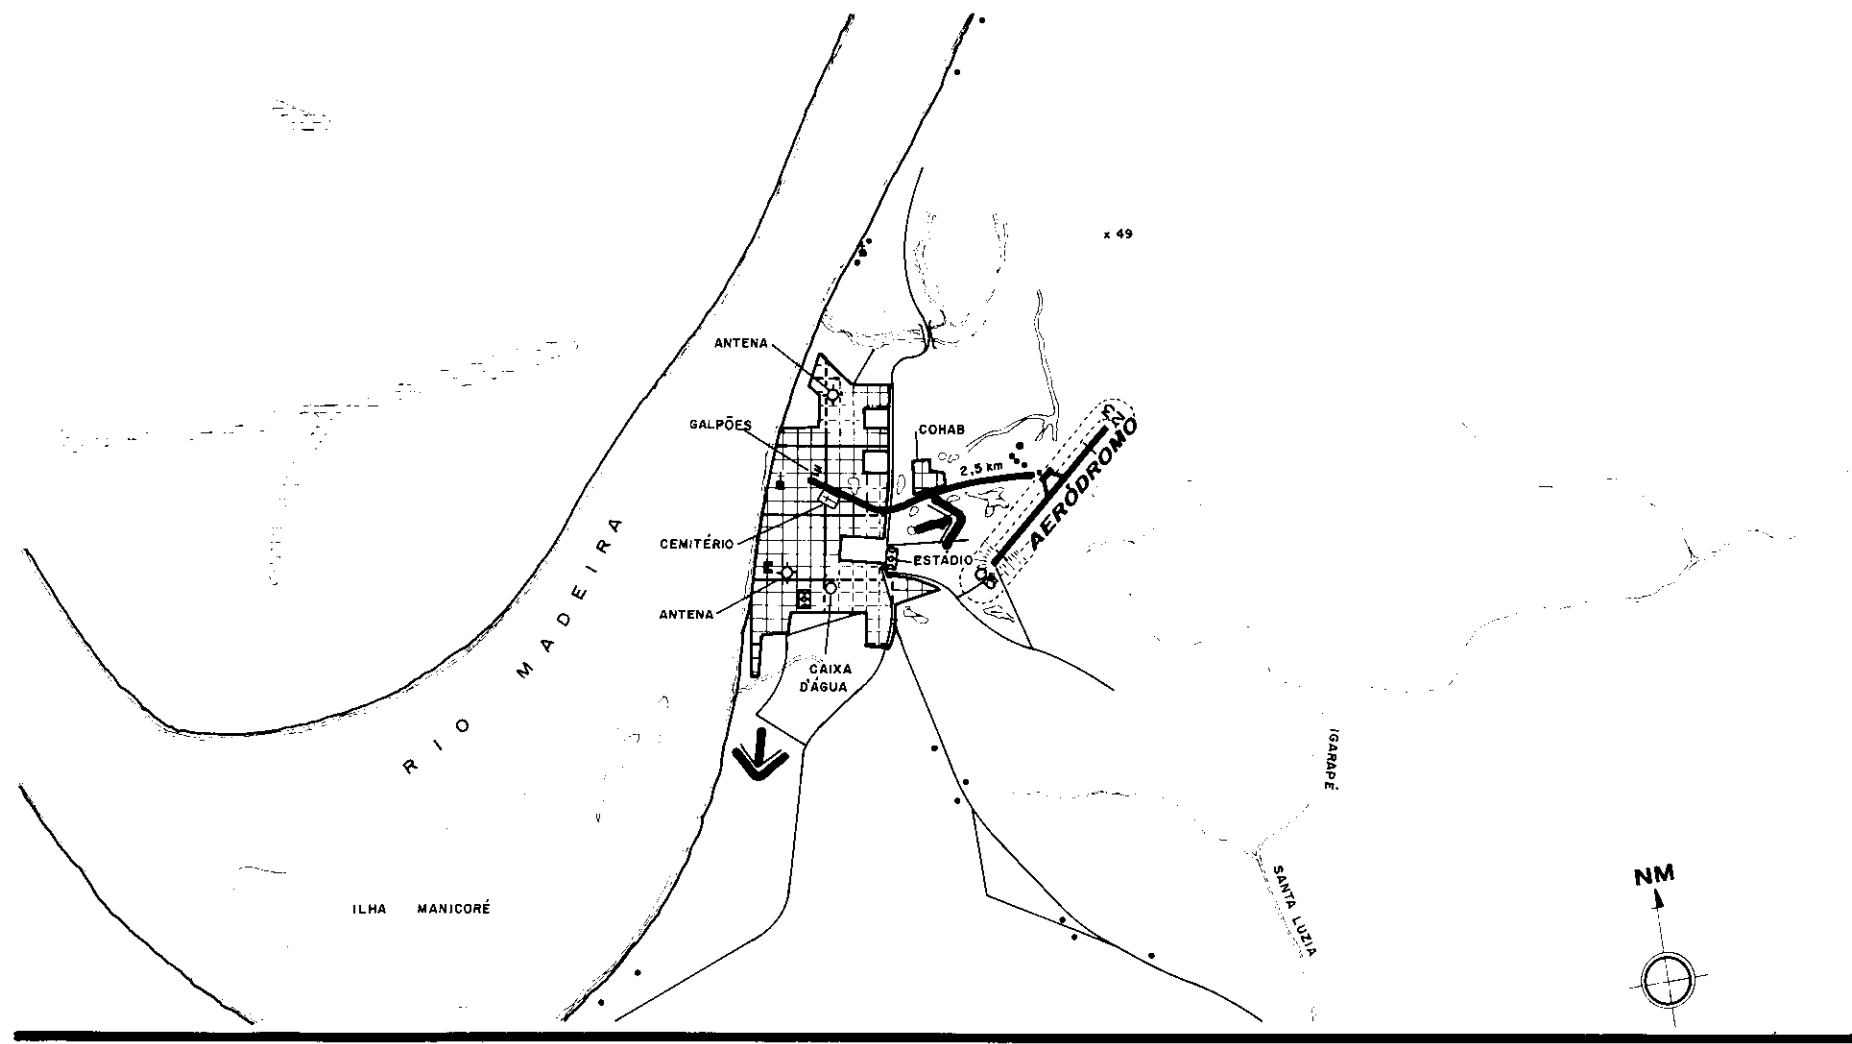 x 49
ANTENA
GALPÕES
COHAB
2,5 km
23
AERÓDROMO
CEMITÉRIO
ESTÁDIO
ANTENA
CAIXA
D'ÁGUA
RIO MADEIRA
IGARAPÉ
SANTA LUZIA
ILHA MANICORÉ
NM